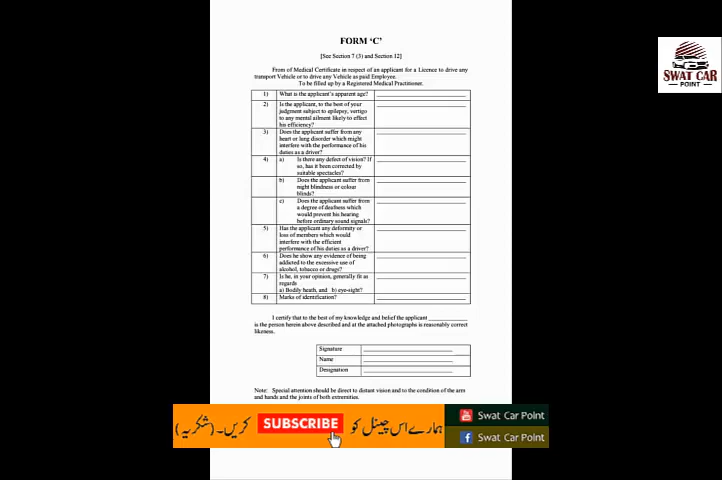 FORM ‘C’
[See Section 7 (3) and Section 12]
From of Medical Certificate in respect of an applicant for a Licence to drive any
transport Vehicle or to drive any Vehicle as paid Employee.
To be filled up by a Registered Medical Practitioner.
1) What is the applicant's apparent age?
2) Is the applicant, to the best of your
judgment subject to epilepsy, vertigo
to any mental ailment likely to effect
his efficiency?
3) Does the applicant suffer from any
heart or lung disorder which might
interfere with the performance of his
duties as a driver?
4) a) Is there any defect of vision? If
so, has it been corrected by
suitable spectacles?
b) Does the applicant suffer from
night blindness or colour
blinds?
c) Does the applicant suffer from
a degree of deafness which
would prevent his hearing
before ordinary sound signals?
5) Has the applicant any deformity or
loss of members which would
interfere with the efficient
performance of his duties as a driver?
6) Does he show any evidence of being
addicted to the excessive use of
alcohol, tobacco or drugs?
7) Is he, in your opinion, generally fit as
regards
a) Bodily heath, and b) eye-sight?
8) Marks of identification?
I certify that to the best of my knowledge and belief the applicant ____________
is the person herein above described and at the attached photographs is reasonably correct
likeness.
Signature
Name
Designation
Note: Special attention should be direct to distant vision and to the condition of the arm
and hands and the joints of both extremities.
ہمارے اس چینل کو SUBSCRIBE کریں۔ (شکریہ)
Swat Car Point
Swat Car Point
SWAT CAR
POINT